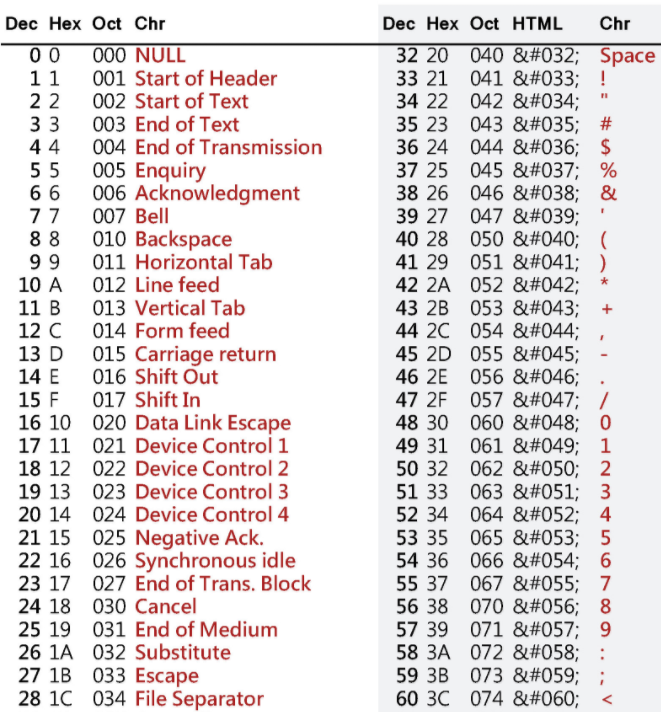 Dec Hex Oct Chr Dec Hex Oct HTML Chr
0 0 000 NULL 32 20 040 &#032; Space
1 1 001 Start of Header 33 21 041 &#033; !
2 2 002 Start of Text 34 22 042 &#034; "
3 3 003 End of Text 35 23 043 &#035; #
4 4 004 End of Transmission 36 24 044 &#036; $
5 5 005 Enquiry 37 25 045 &#037; %
6 6 006 Acknowledgment 38 26 046 &#038; &
7 7 007 Bell 39 27 047 &#039; '
8 8 010 Backspace 40 28 050 &#040; (
9 9 011 Horizontal Tab 41 29 051 &#041; )
10 A 012 Line feed 42 2A 052 &#042; *
11 B 013 Vertical Tab 43 2B 053 &#043; +
12 C 014 Form feed 44 2C 054 &#044; ,
13 D 015 Carriage return 45 2D 055 &#045; -
14 E 016 Shift Out 46 2E 056 &#046; .
15 F 017 Shift In 47 2F 057 &#047; /
16 10 020 Data Link Escape 48 30 060 &#048; 0
17 11 021 Device Control 1 49 31 061 &#049; 1
18 12 022 Device Control 2 50 32 062 &#050; 2
19 13 023 Device Control 3 51 33 063 &#051; 3
20 14 024 Device Control 4 52 34 064 &#052; 4
21 15 025 Negative Ack. 53 35 065 &#053; 5
22 16 026 Synchronous idle 54 36 066 &#054; 6
23 17 027 End of Trans. Block 55 37 067 &#055; 7
24 18 030 Cancel 56 38 070 &#056; 8
25 19 031 End of Medium 57 39 071 &#057; 9
26 1A 032 Substitute 58 3A 072 &#058; :
27 1B 033 Escape 59 3B 073 &#059; ;
28 1C 034 File Separator 60 3C 074 &#060; <